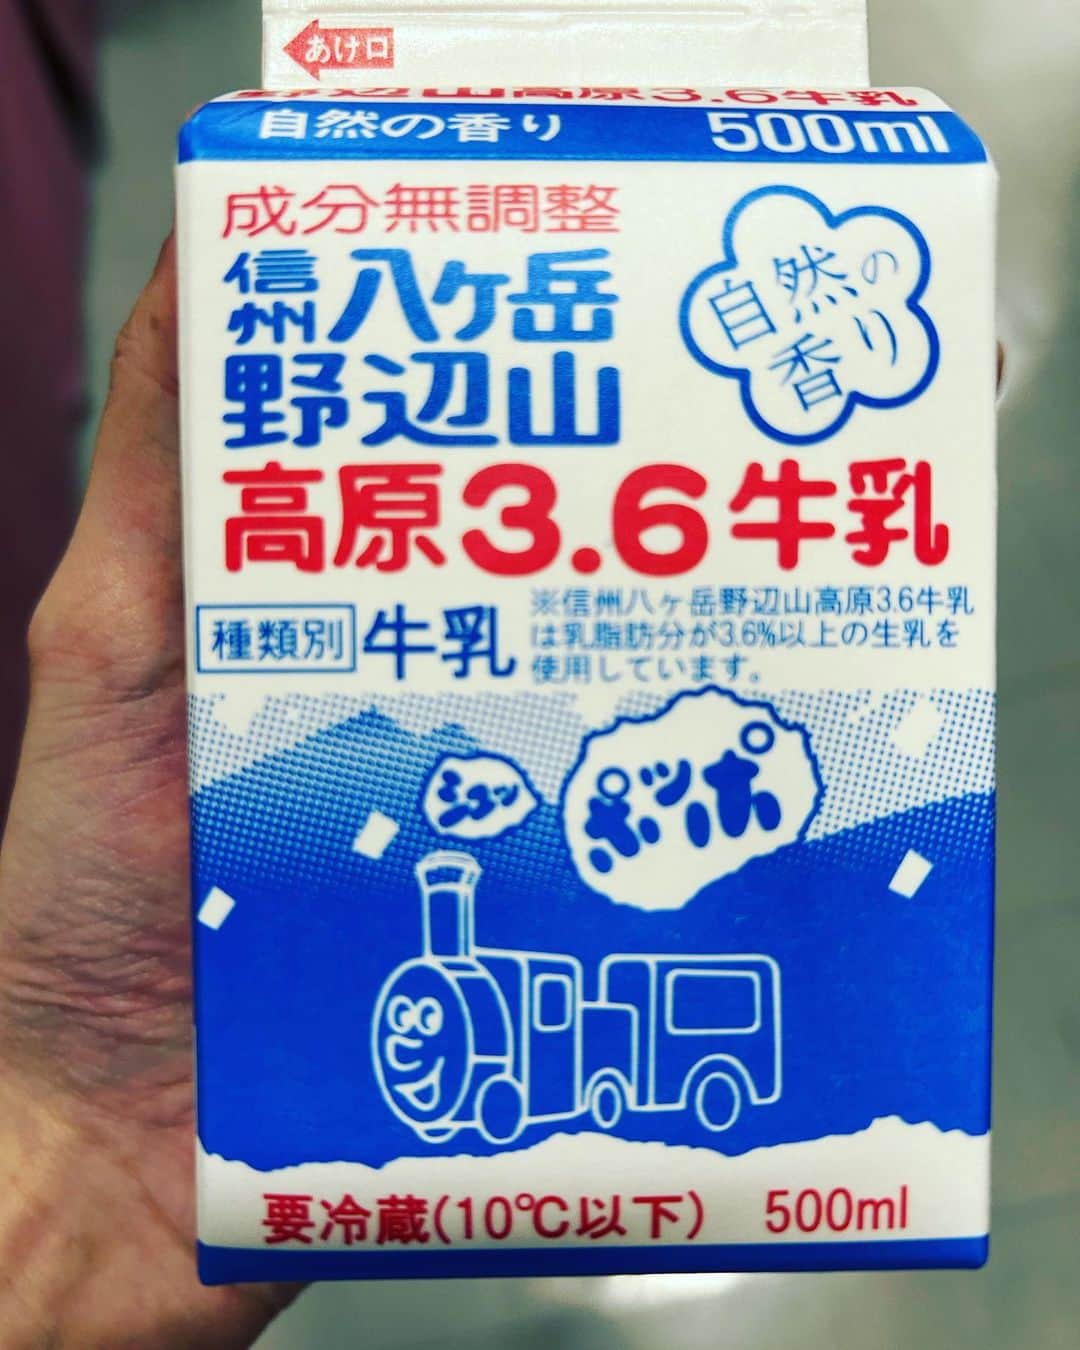 あけ口
野辺山高原3.6牛乳
自然の香り 500ml
成分無調整
自然の
香り
信州 八ヶ岳
野辺山
高原3.6牛乳
種類別 牛乳
※信州八ヶ岳野辺山高原3.6牛乳
は乳脂肪分が3.6%以上の生乳を
使用しています。
シュッ
ポッポ
要冷蔵(10℃以下) 500ml